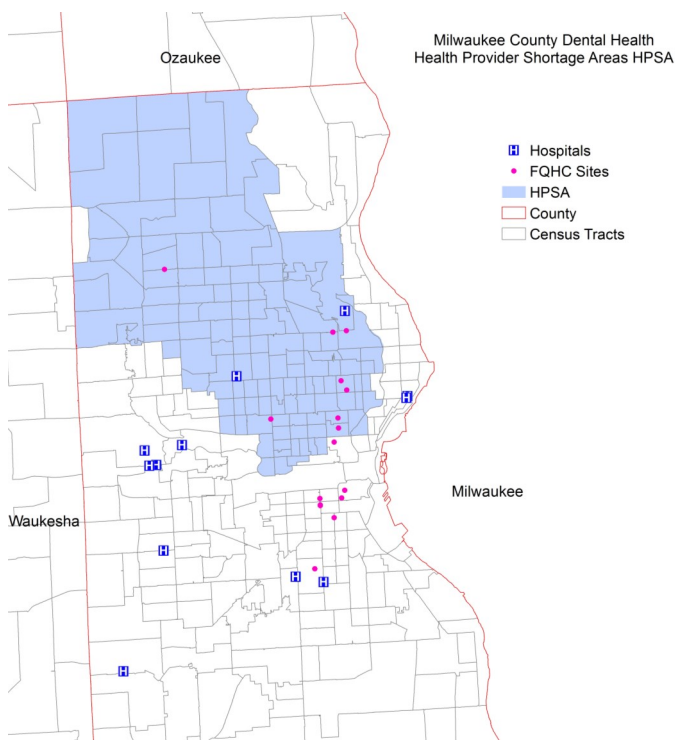 Milwaukee County Dental Health
Health Provider Shortage Areas HPSA
Ozaukee
H Hospitals
FQHC Sites
HPSA
County
Census Tracts
H
H
H
H
H
H
H
Milwaukee
Waukesha
H
H
H
H